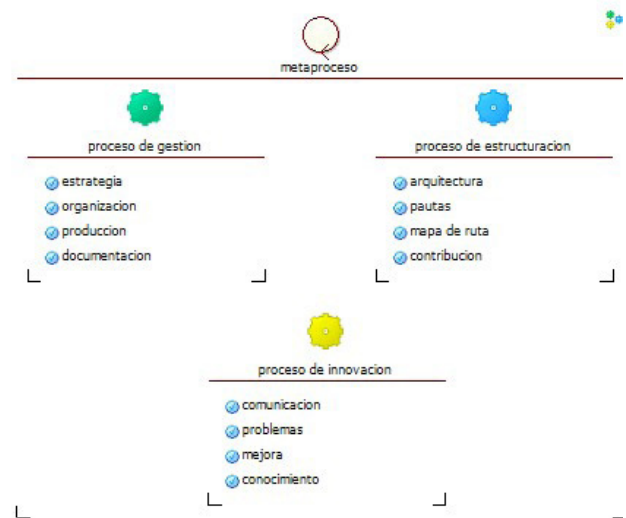 metaproceso
proceso de gestion
estrategia
organizacion
produccion
documentacion
proceso de estructuracion
arquitectura
pautas
mapa de ruta
contribucion
proceso de innovacion
comunicacion
problemas
mejora
conocimiento